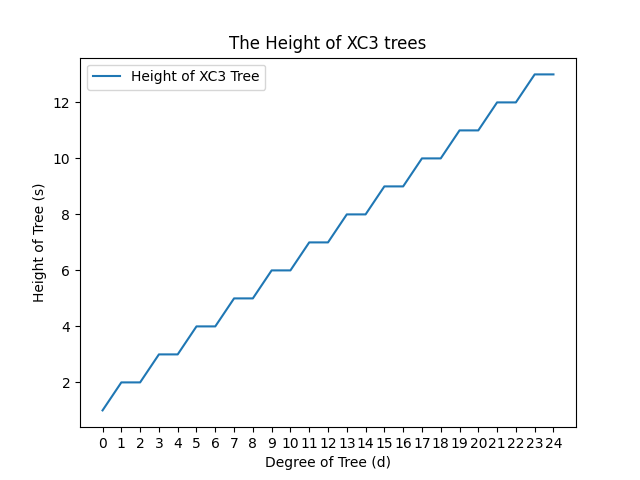 The Height of XC3 trees
Height of XC3 Tree
Height of Tree (s)
12
10
8
6
4
2
0 1 2 3 4 5 6 7 8 9 10 11 12 13 14 15 16 17 18 19 20 21 22 23 24
Degree of Tree (d)